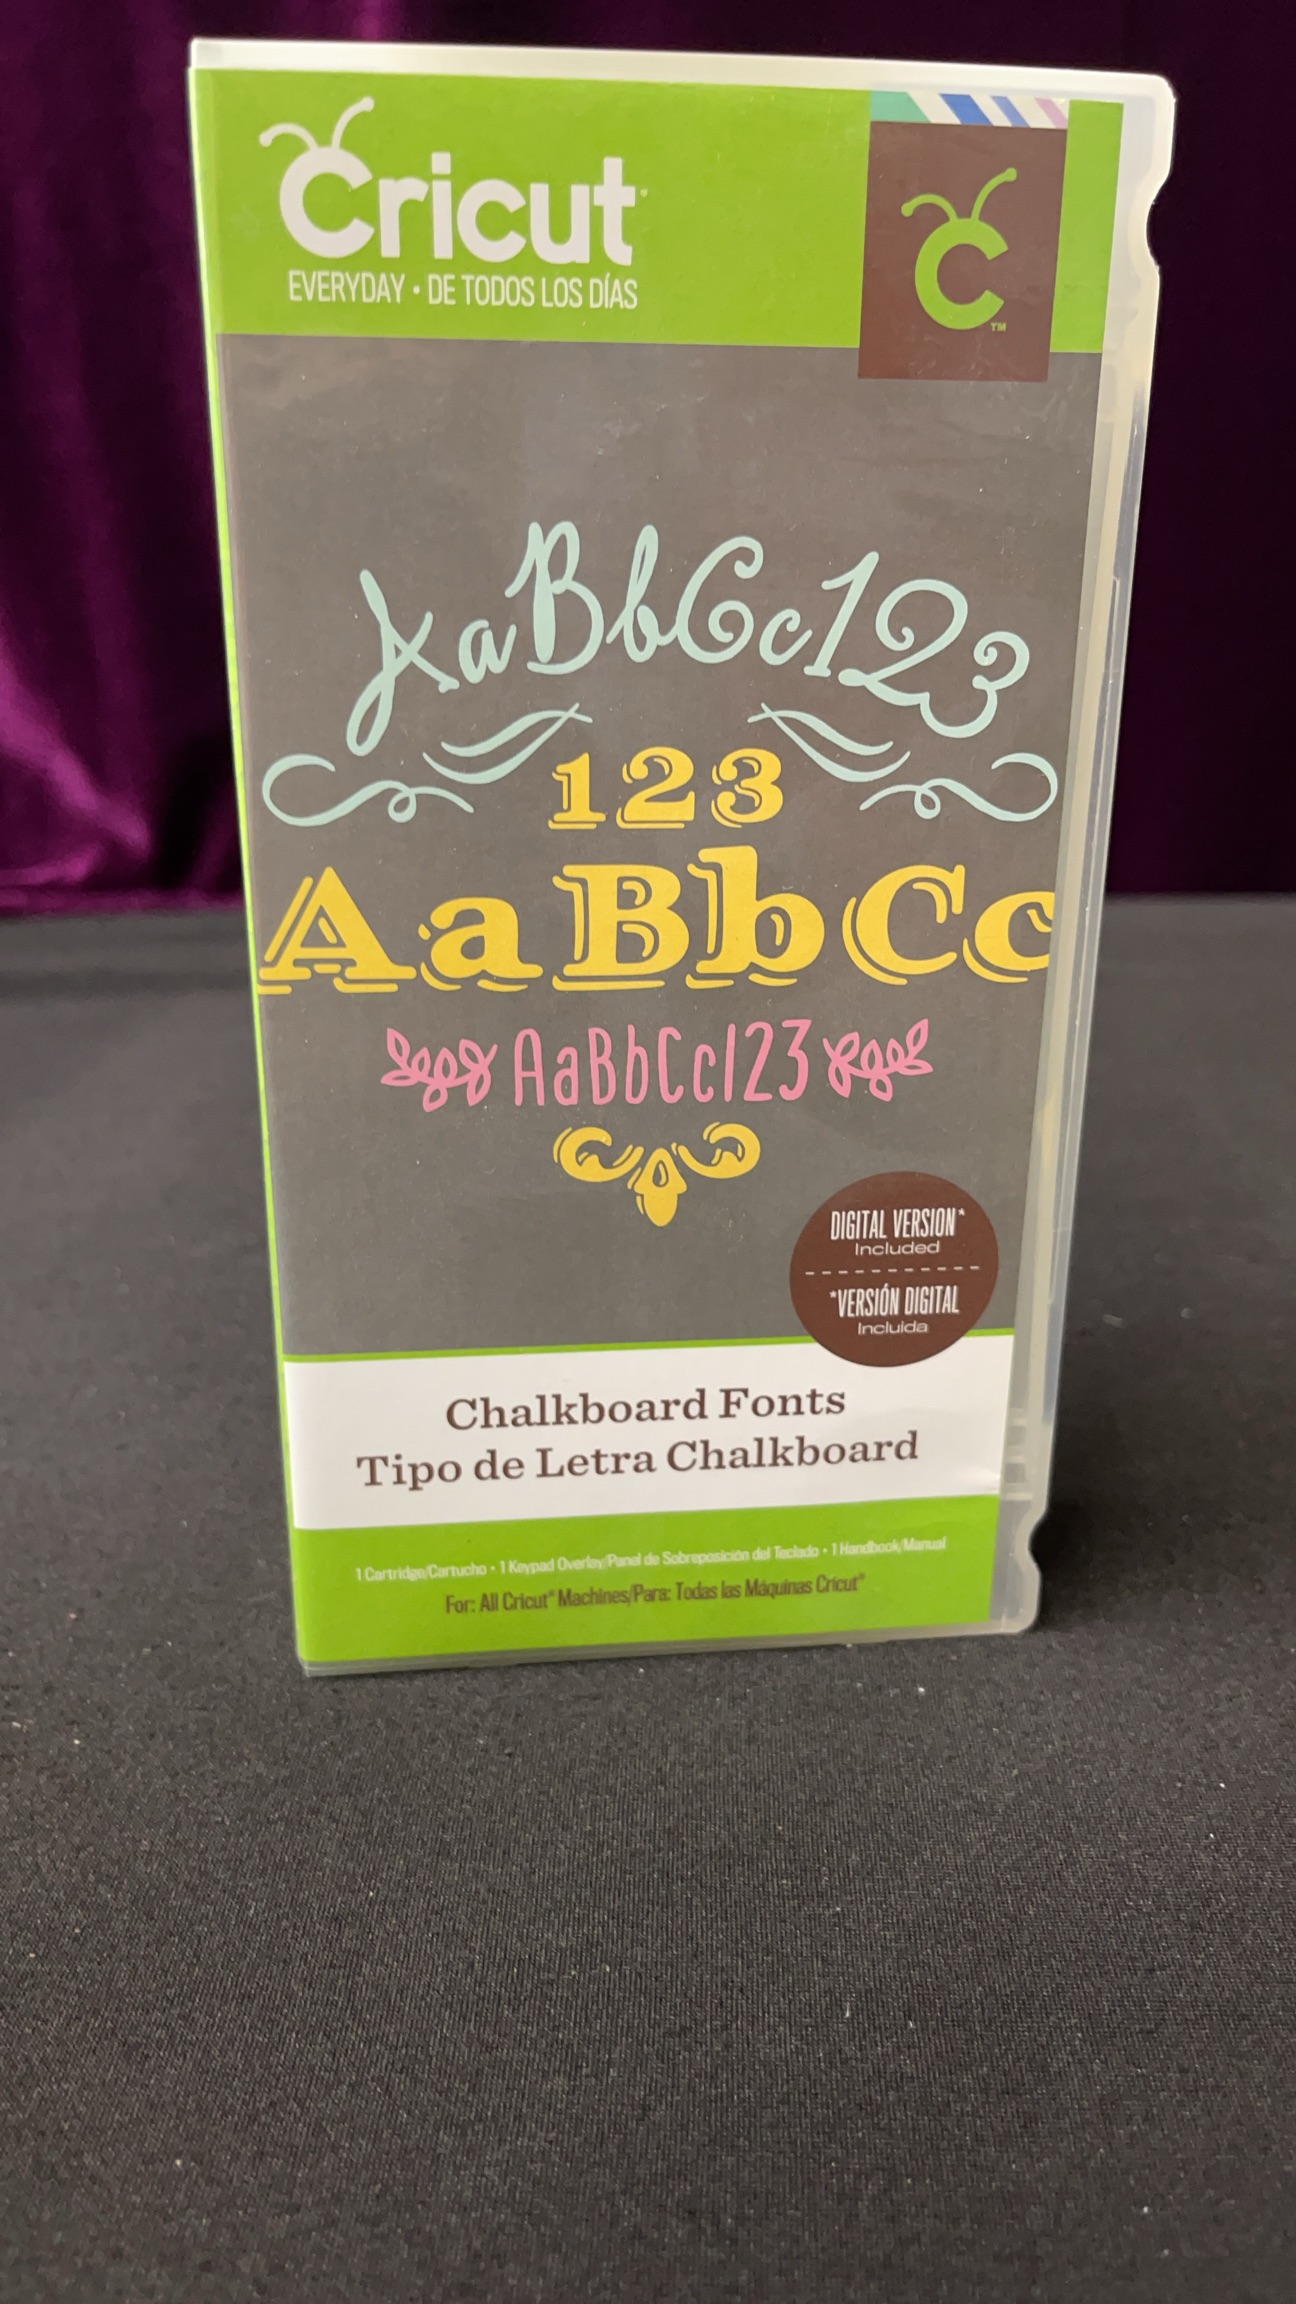 Cricut
EVERYDAY • DE TODOS LOS DÍAS
C™
AaBbCc123
123
AaBbCc
AaBbCc123
DIGITAL VERSION*
Included
*VERSIÓN DIGITAL
Incluida
Chalkboard Fonts
Tipo de Letra Chalkboard
1 Cartridge/Cartucho • 1 Keypad Overlay/Panel de Sobreposición del Teclado • 1 Handbook/Manual
For: All Cricut® Machines/Para: Todas las Máquinas Cricut®